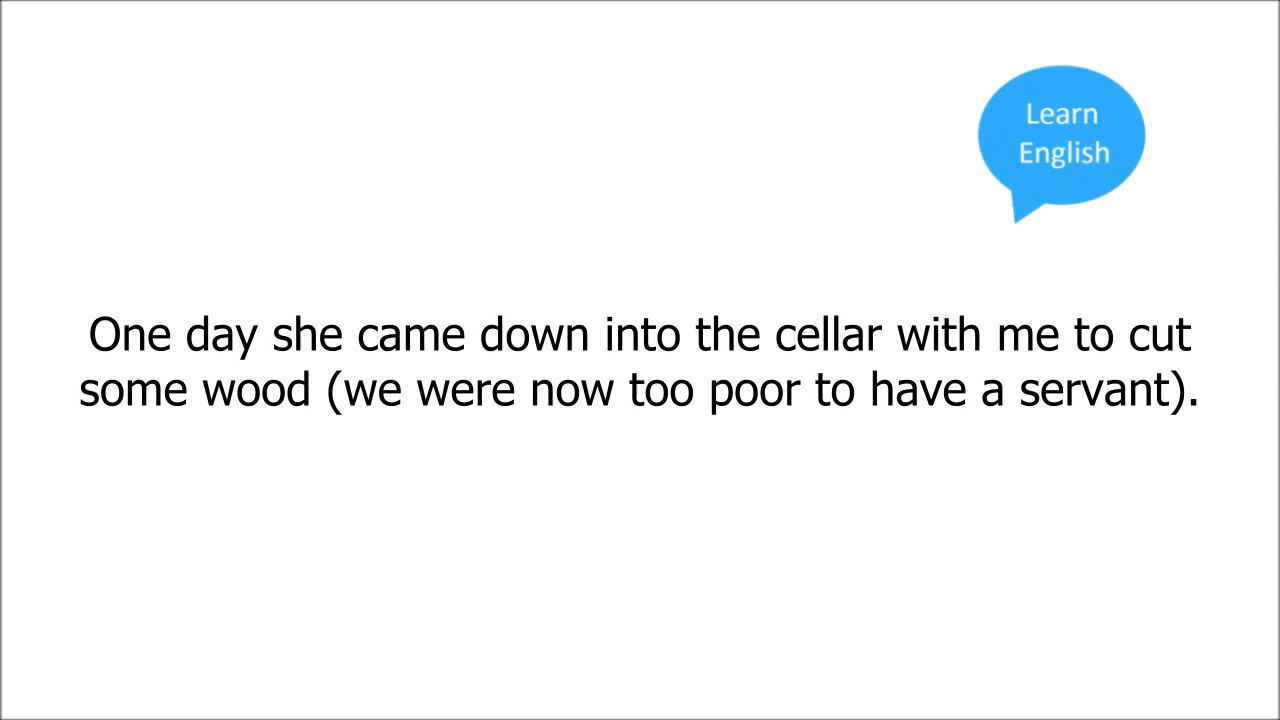 Learn
English
One day she came down into the cellar with me to cut
some wood (we were now too poor to have a servant).